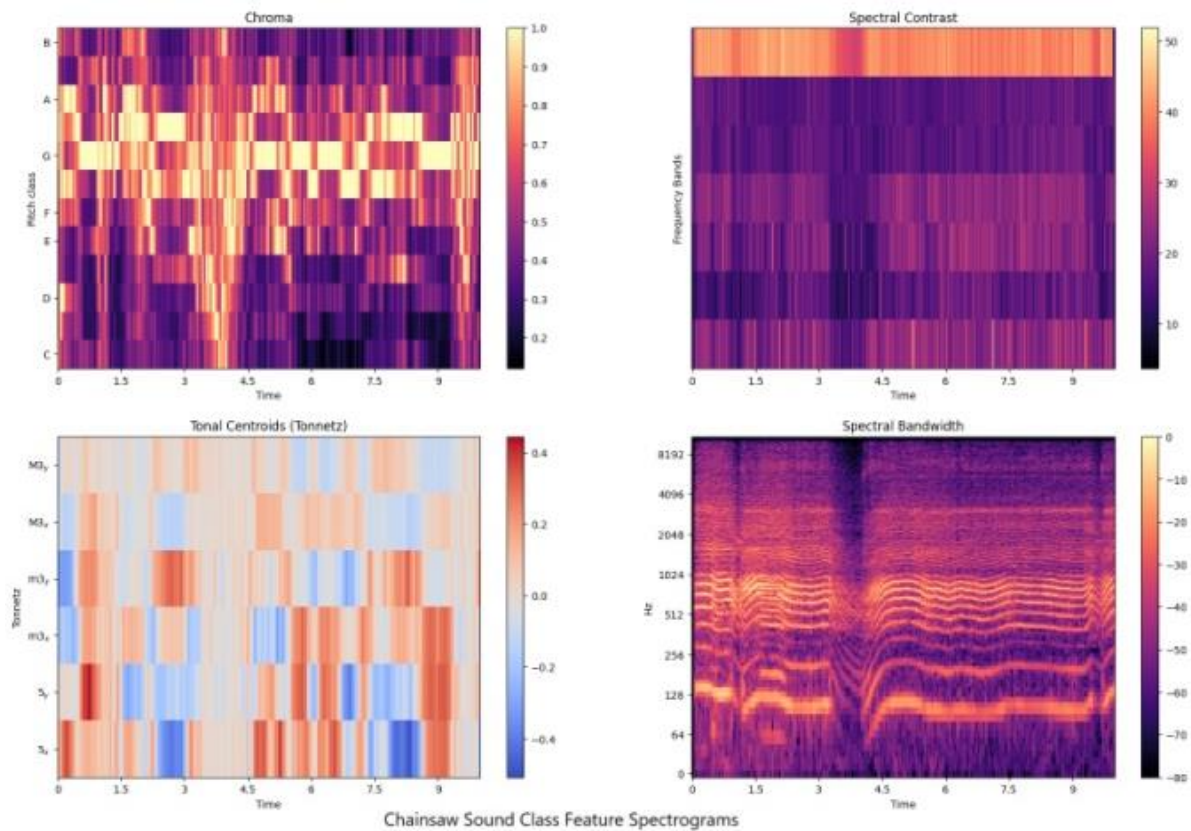 Chroma
B
A
G
F
E
D
C
Pitch class
0 1.5 3 4.5 6 7.5 9
Time
1.0
0.9
0.8
0.7
0.6
0.5
0.4
0.3
0.2
Spectral Contrast
Frequency Bands
0 1.5 3 4.5 6 7.5 9
Time
50
40
30
20
10
Tonal Centroids (Tonnetz)
M3y
M3x
m3y
m3x
5y
5x
Tonnetz
0 1.5 3 4.5 6 7.5 9
Time
0.4
0.2
0.0
−0.2
−0.4
Spectral Bandwidth
8192
4096
2048
1024
512
256
128
64
0
Hz
0 1.5 3 4.5 6 7.5 9
Time
0
−10
−20
−30
−40
−50
−60
−70
−80
Chainsaw Sound Class Feature Spectrograms